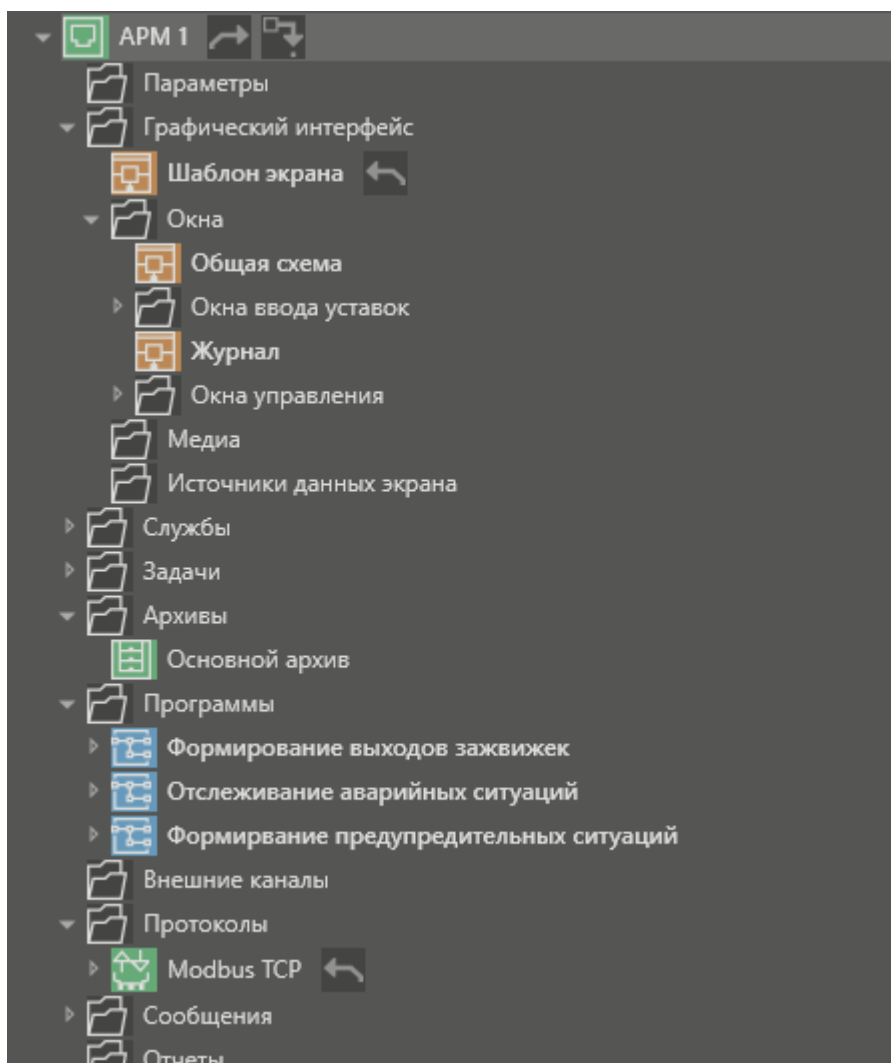 АРМ 1
Параметры
Графический интерфейс
Шаблон экрана
Окна
Общая схема
Окна ввода уставок
Журнал
Окна управления
Медиа
Источники данных экрана
Службы
Задачи
Архивы
Основной архив
Программы
Формирование выходов зажвижек
Отслеживание аварийных ситуаций
Формирвание предупредительных ситуаций
Внешние каналы
Протоколы
Modbus TCP
Сообщения
Отчеты